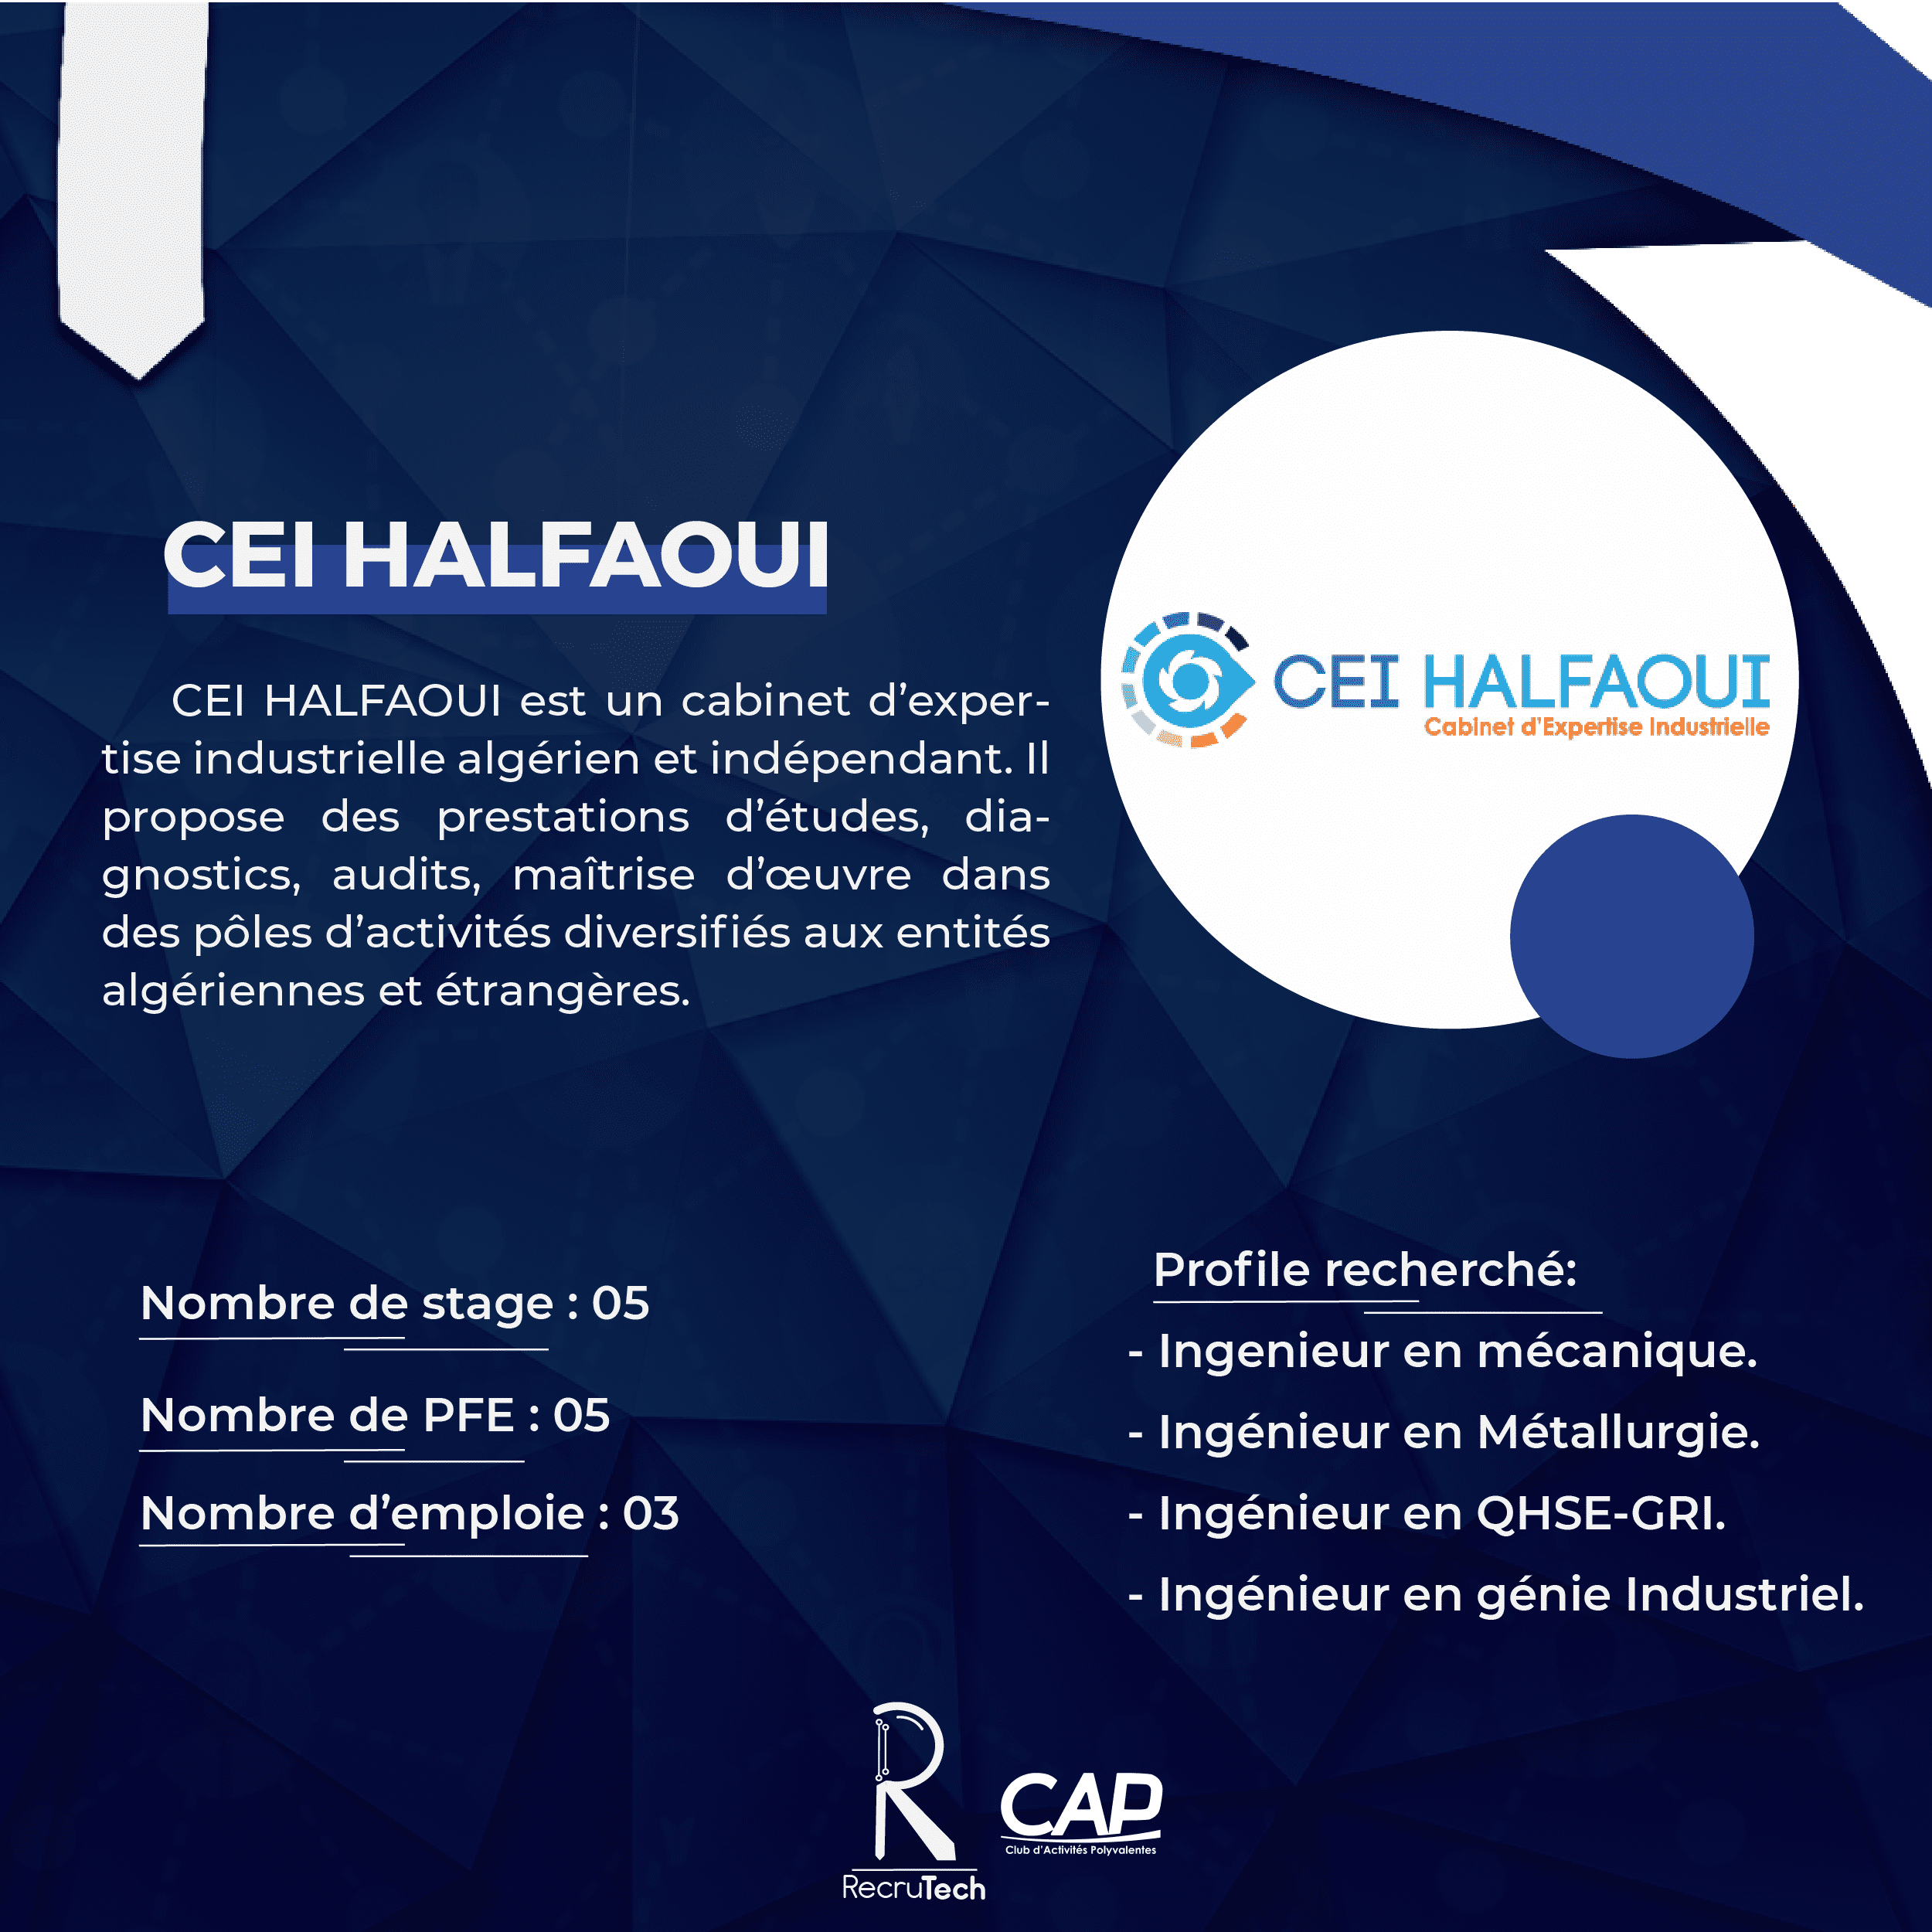 CEI HALFAOUI
CEI HALFAOUI est un cabinet d’exper-
tise industrielle algérien et indépendant. Il
propose des prestations d’études, dia-
gnostics, audits, maîtrise d’œuvre dans
des pôles d’activités diversifiés aux entités
algériennes et étrangères.
CEI HALFAOUI
Cabinet d'Expertise Industrielle
Nombre de stage : 05
Nombre de PFE : 05
Nombre d’emploie : 03
Profile recherché:
- Ingenieur en mécanique.
- Ingénieur en Métallurgie.
- Ingénieur en QHSE-GRI.
- Ingénieur en génie Industriel.
R
RecruTech
CAP
Club d'Activités Polyvalentes